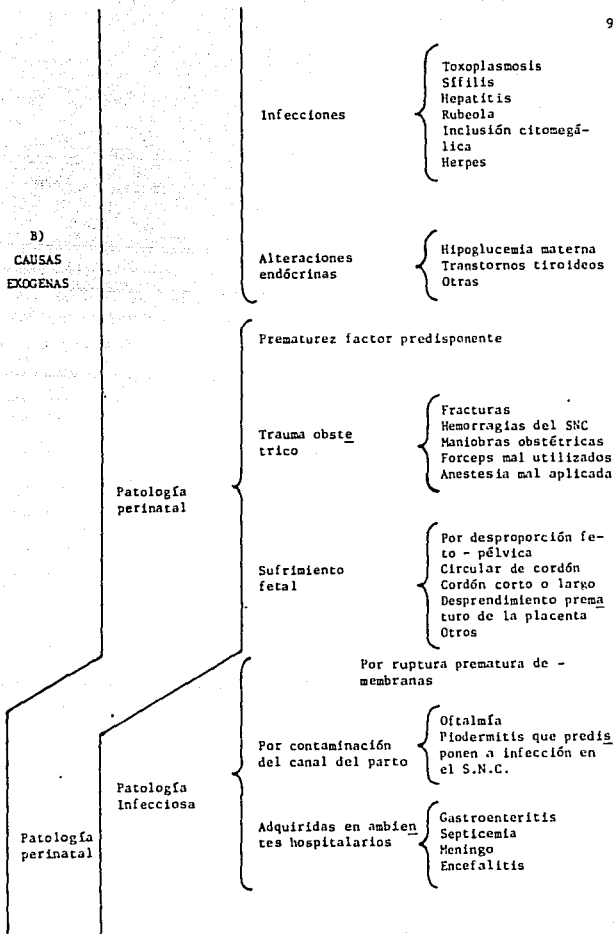 9
Infecciones
Toxoplasmosis
Sífilis
Hepatitis
Rubeola
Inclusión citomegá-
lica
Herpes
B)
CAUSAS
EXOGENAS
Alteraciones
endócrinas
Hipoglucemia materna
Transtornos tiroideos
Otras
Patología
perinatal
Prematurez factor predisponente
Trauma obste
trico
Fracturas
Hemorragias del SNC
Maniobras obstétricas
Forceps mal utilizados
Anestesia mal aplicada
Sufrimiento
fetal
Por desproporción fe-
to - pélvica
Circular de cordón
Cordón corto o largo
Desprendimiento prema
turo de la placenta
Otros
Patología
perinatal
Patología
Infecciosa
Por ruptura prematura de -
membranas
Por contaminación
del canal del parto
Oftalmía
Piodermitis que predis
ponen a infección en
el S.N.C.
Adquiridas en ambien
tes hospitalarios
Gastroenteritis
Septicemia
Meningo
Encefalitis